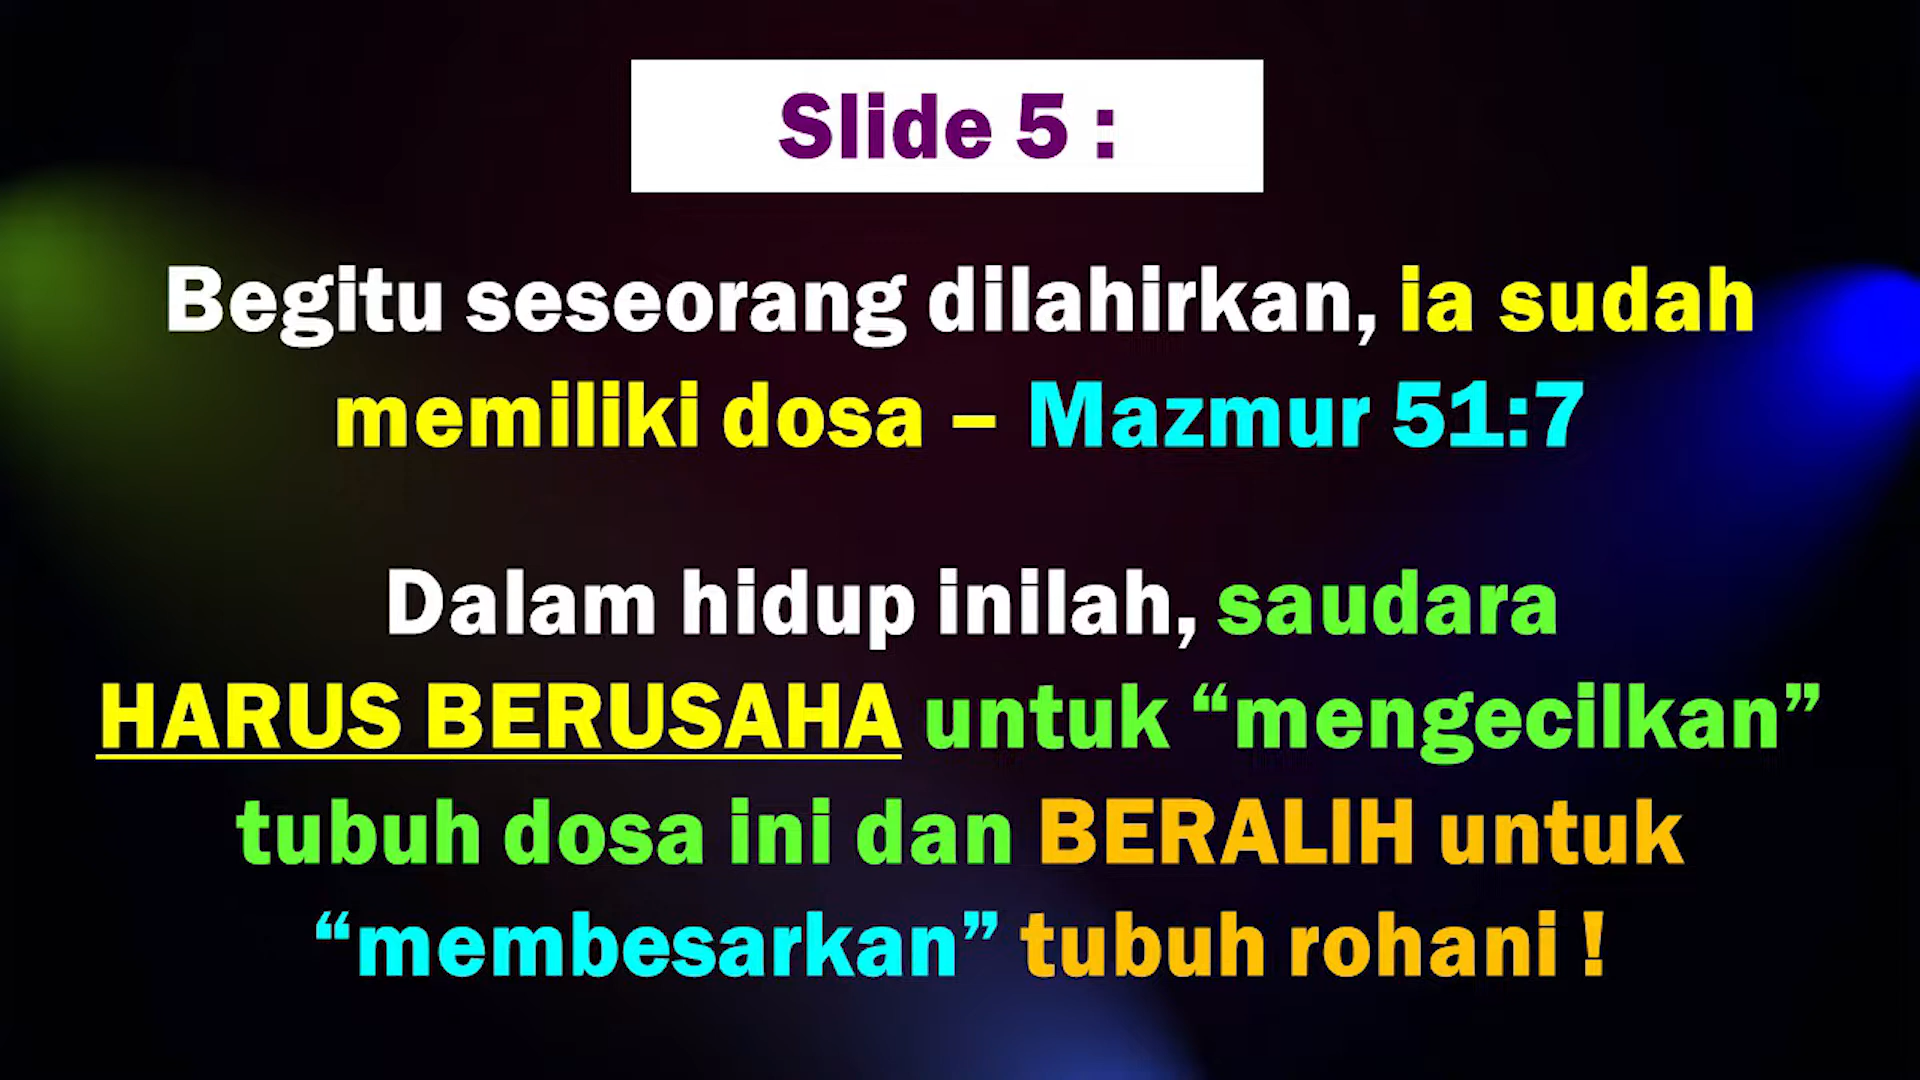 Slide 5 :
Begitu seseorang dilahirkan, ia sudah
memiliki dosa – Mazmur 51:7
Dalam hidup inilah, saudara
HARUS BERUSAHA untuk “mengecilkan”
tubuh dosa ini dan BERALIH untuk
“membesarkan” tubuh rohani !